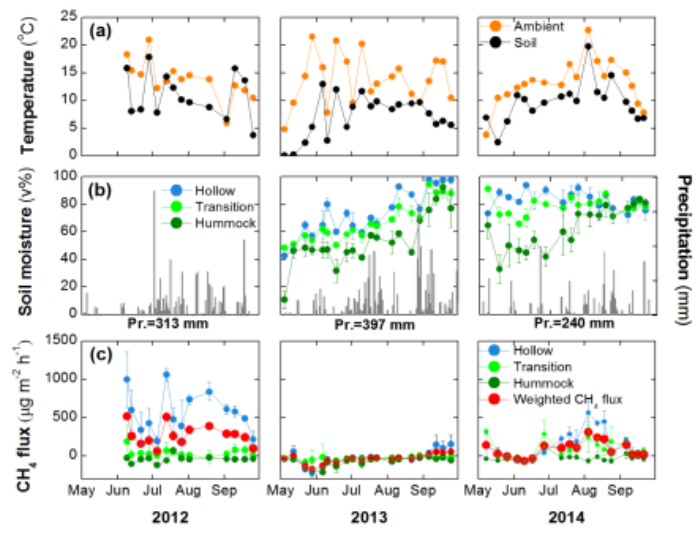 (a)
Ambient
Soil
Temperature (°C)
25
20
15
10
5
0
(b)
Hollow
Transition
Hummock
Soil moisture (v%)
100
80
60
40
20
0
Pr.=313 mm
Pr.=397 mm
Pr.=240 mm
Precipitation (mm)
(c)
Hollow
Transition
Hummock
Weighted CH4 flux
CH4 flux (µg m-2 h-1)
1500
1000
500
0
May Jun Jul Aug Sep
May Jun Jul Aug Sep
May Jun Jul Aug Sep
2012
2013
2014